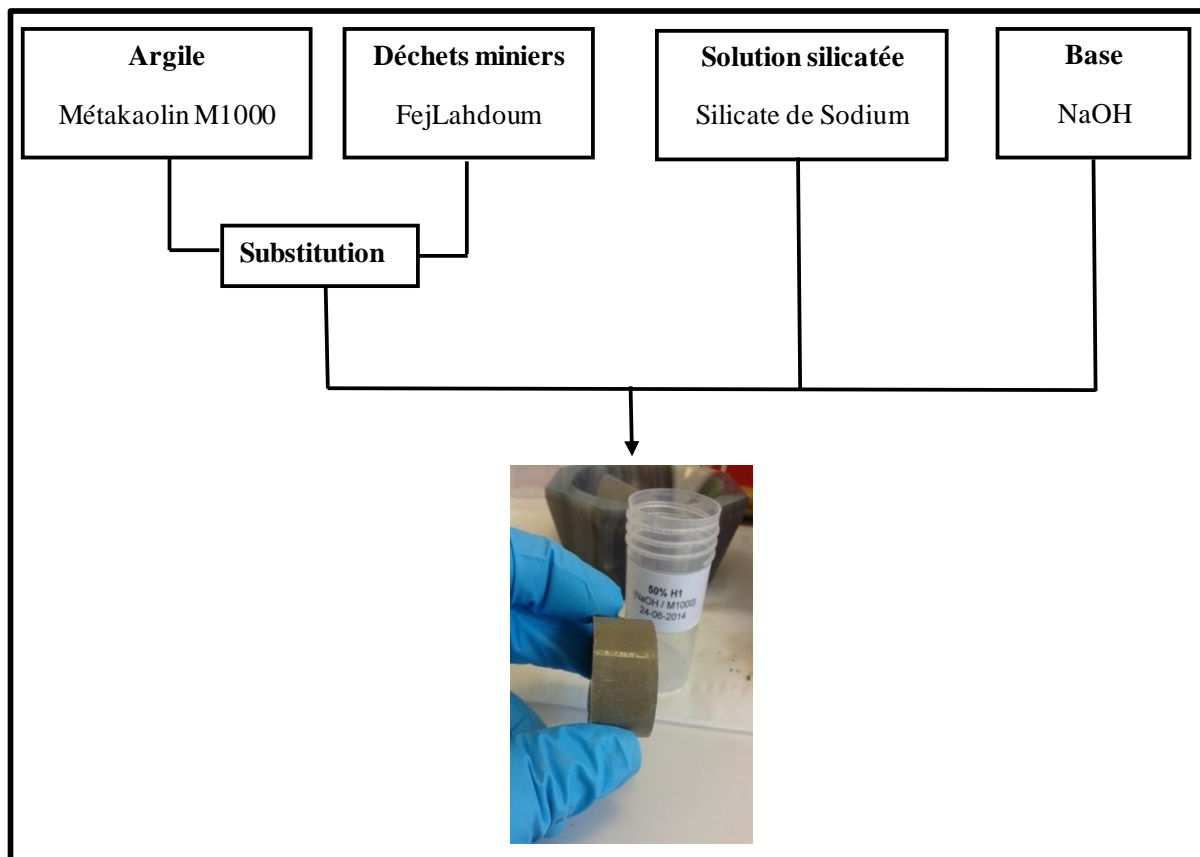 Argile
Métakaolin M1000
Déchets miniers
FejLahdoum
Solution silicatée
Silicate de Sodium
Base
NaOH
Substitution
50% H1
(NaOH / M1000)
24-06-2014